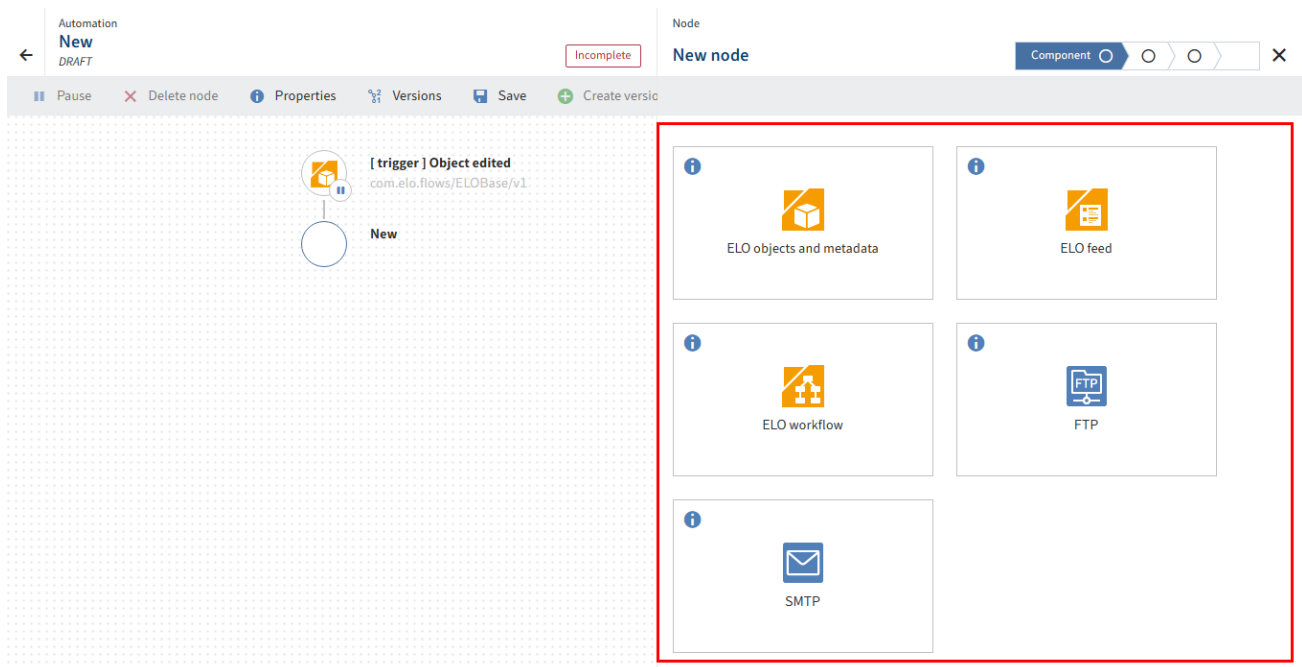 Automation
New
DRAFT
Incomplete
Node
New node
Component
Pause
Delete node
Properties
Versions
Save
Create versio
[ trigger ] Object edited
com.elo.flows/ELOBase/v1
New
ELO objects and metadata
ELO feed
ELO workflow
FTP
FTP
SMTP